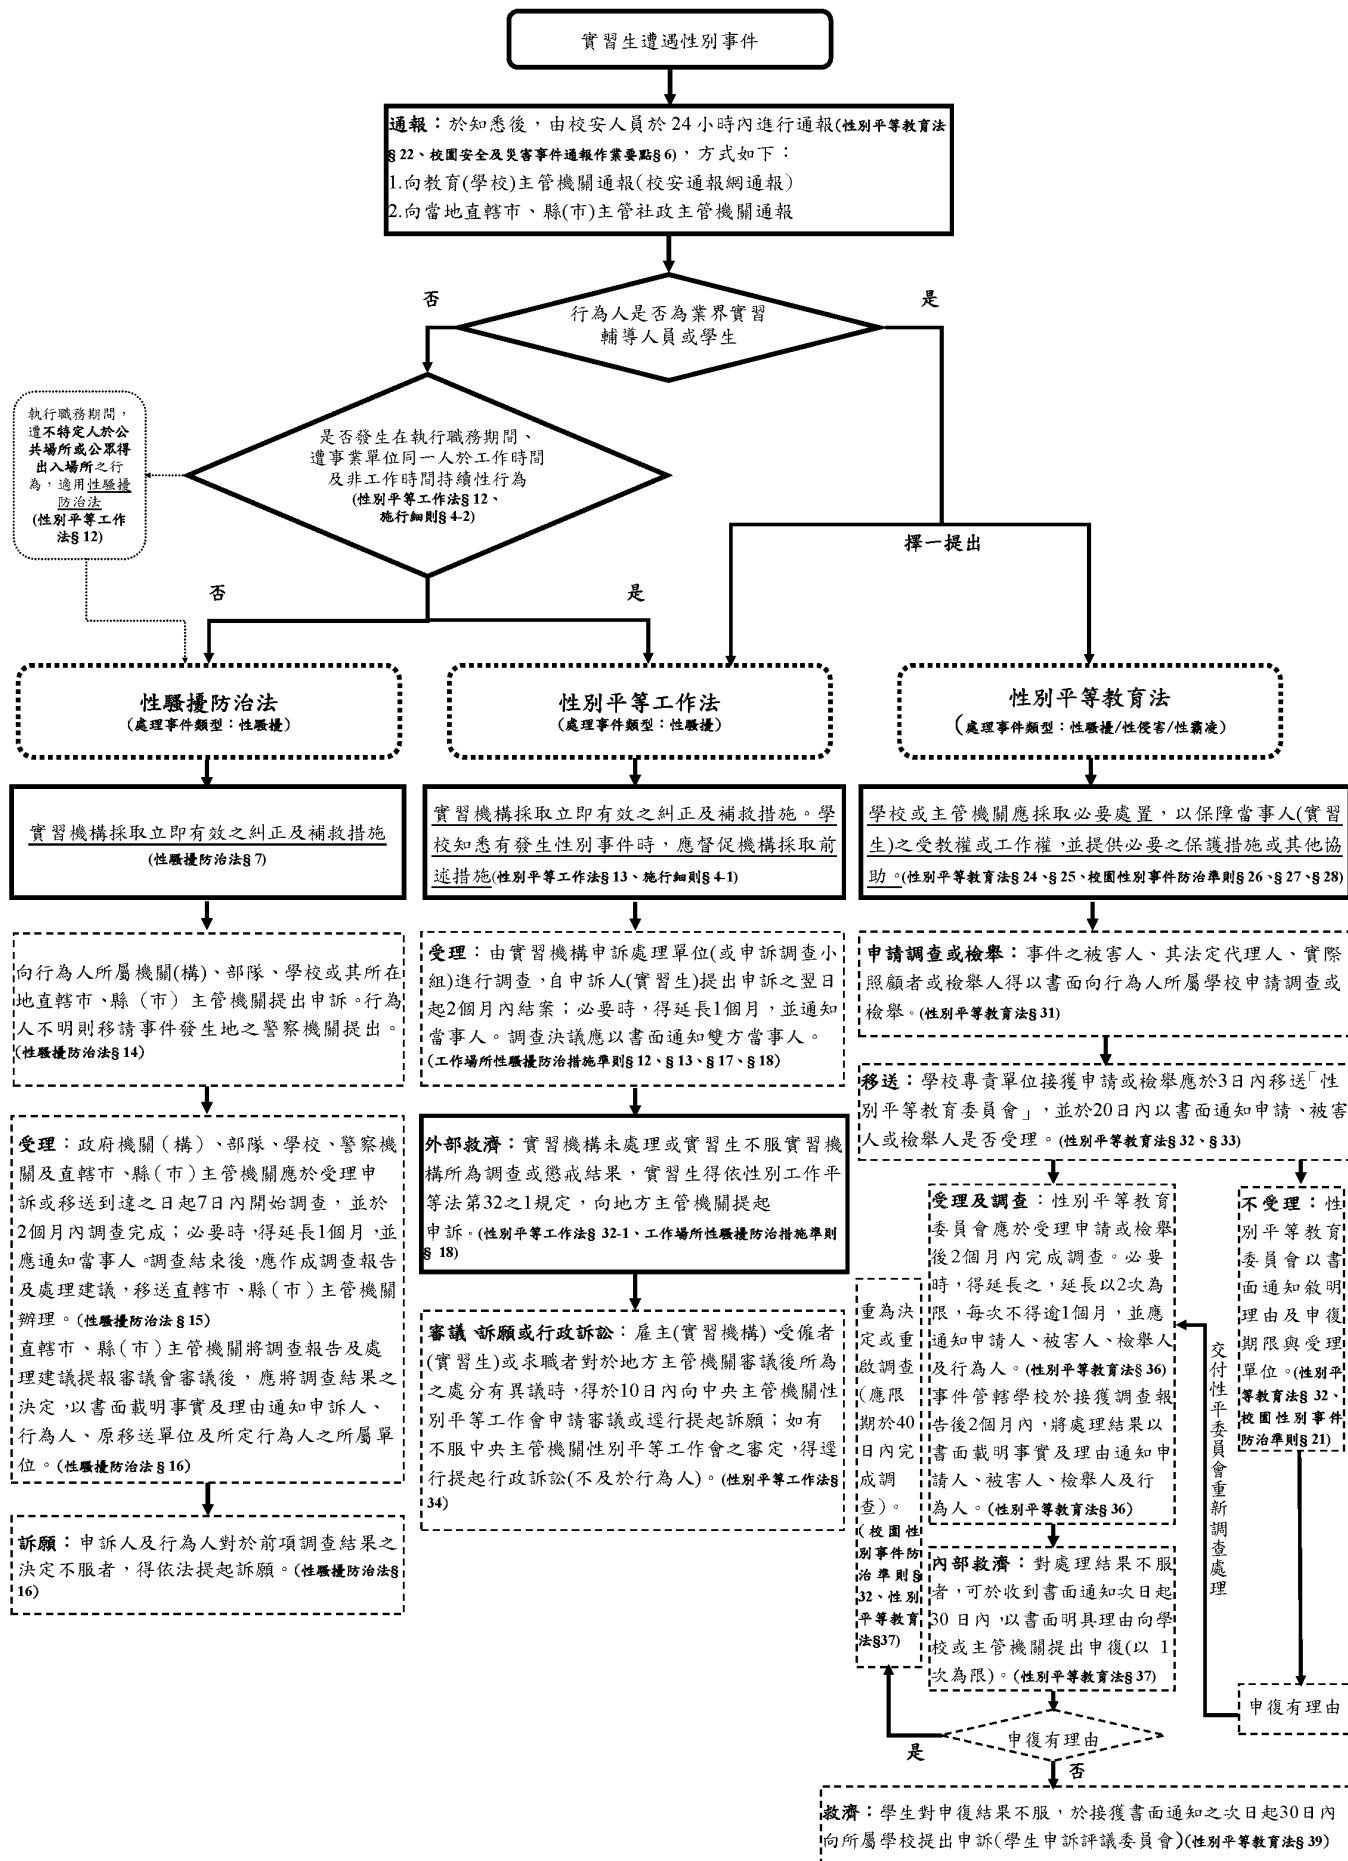 實習生遭遇性別事件
通報：於知悉後，由校安人員於 24 小時內進行通報(性別平等教育法
§ 22、校園安全及災害事件通報作業要點§ 6)，方式如下：
1.向教育(學校)主管機關通報(校安通報網通報)
2.向當地直轄市、縣(市)主管社政主管機關通報
否
是
行為人是否為業界實習
輔導人員或學生
執行職務期間，
遭不特定人於公
共場所或公眾得
出入場所之行
為，適用性騷擾
防治法
(性別平等工作
法§ 12)
是否發生在執行職務期間、
遭事業單位同一人於工作時間
及非工作時間持續性行為
(性別平等工作法§ 12、
施行細則§ 4-2)
擇一提出
否
是
性騷擾防治法
(處理事件類型：性騷擾)
性別平等工作法
(處理事件類型：性騷擾)
性別平等教育法
(處理事件類型：性騷擾/性侵害/性霸凌)
實習機構採取立即有效之糾正及補救措施
(性騷擾防治法§ 7)
實習機構採取立即有效之糾正及補救措施。學
校知悉有發生性別事件時，應督促機構採取前
述措施(性別平等工作法§ 13、施行細則§ 4-1)
學校或主管機關應採取必要處置，以保障當事人(實習
生)之受教權或工作權，並提供必要之保護措施或其他協
助。(性別平等教育法§ 24、§ 25、校園性別事件防治準則§ 26、§ 27、§ 28)
向行為人所屬機關(構)、部隊、學校或其所在
地直轄市、縣（市）主管機關提出申訴。行為
人不明則移請事件發生地之警察機關提出。
(性騷擾防治法§ 14)
受理：由實習機構申訴處理單位(或申訴調查小
組)進行調查，自申訴人(實習生)提出申訴之翌日
起2個月內結案；必要時，得延長1個月，並通知
當事人。調查決議應以書面通知雙方當事人。
(工作場所性騷擾防治措施準則§ 12、§ 13、§ 17、§ 18)
申請調查或檢舉：事件之被害人、其法定代理人、實際
照顧者或檢舉人得以書面向行為人所屬學校申請調查或
檢舉。(性別平等教育法§ 31)
移送：學校專責單位接獲申請或檢舉應於3日內移送「性
別平等教育委員會」，並於20日內以書面通知申請、被害
人或檢舉人是否受理。(性別平等教育法§ 32、§ 33)
受理：政府機關（構）、部隊、學校、警察機
關及直轄市、縣（市）主管機關應於受理申
訴或移送到達之日起7日內開始調查，並於
2個月內調查完成；必要時，得延長1個月，並
應通知當事人。調查結束後，應作成調查報告
及處理建議，移送直轄市、縣（市）主管機關
辦理。(性騷擾防治法§ 15)
直轄市、縣（市）主管機關將調查報告及處
理建議提報審議會審議後，應將調查結果之
決定，以書面載明事實及理由通知申訴人、
行為人、原移送單位及所定行為人之所屬單
位。(性騷擾防治法§ 16)
外部救濟：實習機構未處理或實習生不服實習機
構所為調查或懲戒結果，實習生得依性別工作平
等法第32之1規定，向地方主管機關提起
申訴。(性別平等工作法§ 32-1、工作場所性騷擾防治措施準則
§ 18)
審議、訴願或行政訴訟：雇主(實習機構)、受僱者
(實習生)或求職者對於地方主管機關審議後所為
之處分有異議時，得於10日內向中央主管機關性
別平等工作會申請審議或逕行提起訴願；如有
不服中央主管機關性別平等工作會之審定，得逕
行提起行政訴訟(不及於行為人)。(性別平等工作法§
34)
訴願：申訴人及行為人對於前項調查結果之
決定不服者，得依法提起訴願。(性騷擾防治法§
16)
重為決
定或重
啟調查
(應限
期於40
日內完
成調
查)。
(校園性
別事件防
治準則§
32、性別
平等教育
法§37)
受理及調查：性別平等教育
委員會應於受理申請或檢舉
後2個月內完成調查。必要
時，得延長之，延長以2次為
限，每次不得逾1個月，並應
通知申請人、被害人、檢舉人
及行為人。(性別平等教育法§ 36)
事件管轄學校於接獲調查報
告後2個月內，將處理結果以
書面載明事實及理由通知申
請人、被害人、檢舉人及行
為人。(性別平等教育法§ 36)
內部救濟：對處理結果不服
者，可於收到書面通知次日起
30 日內，以書面明具理由向學
校或主管機關提出申復(以 1
次為限)。(性別平等教育法§ 37)
交付性平委員會重新調查處理
不受理：性
別平等教育
委員會以書
面通知敘明
理由及申復
期限與受理
單位。(性別平
等教育法§ 32、
校園性別事件
防治準則§ 21)
申復有理由
申復有理由
是
否
救濟：學生對申復結果不服，於接獲書面通知之次日起30日內
向所屬學校提出申訴(學生申訴評議委員會)(性別平等教育法§ 39)